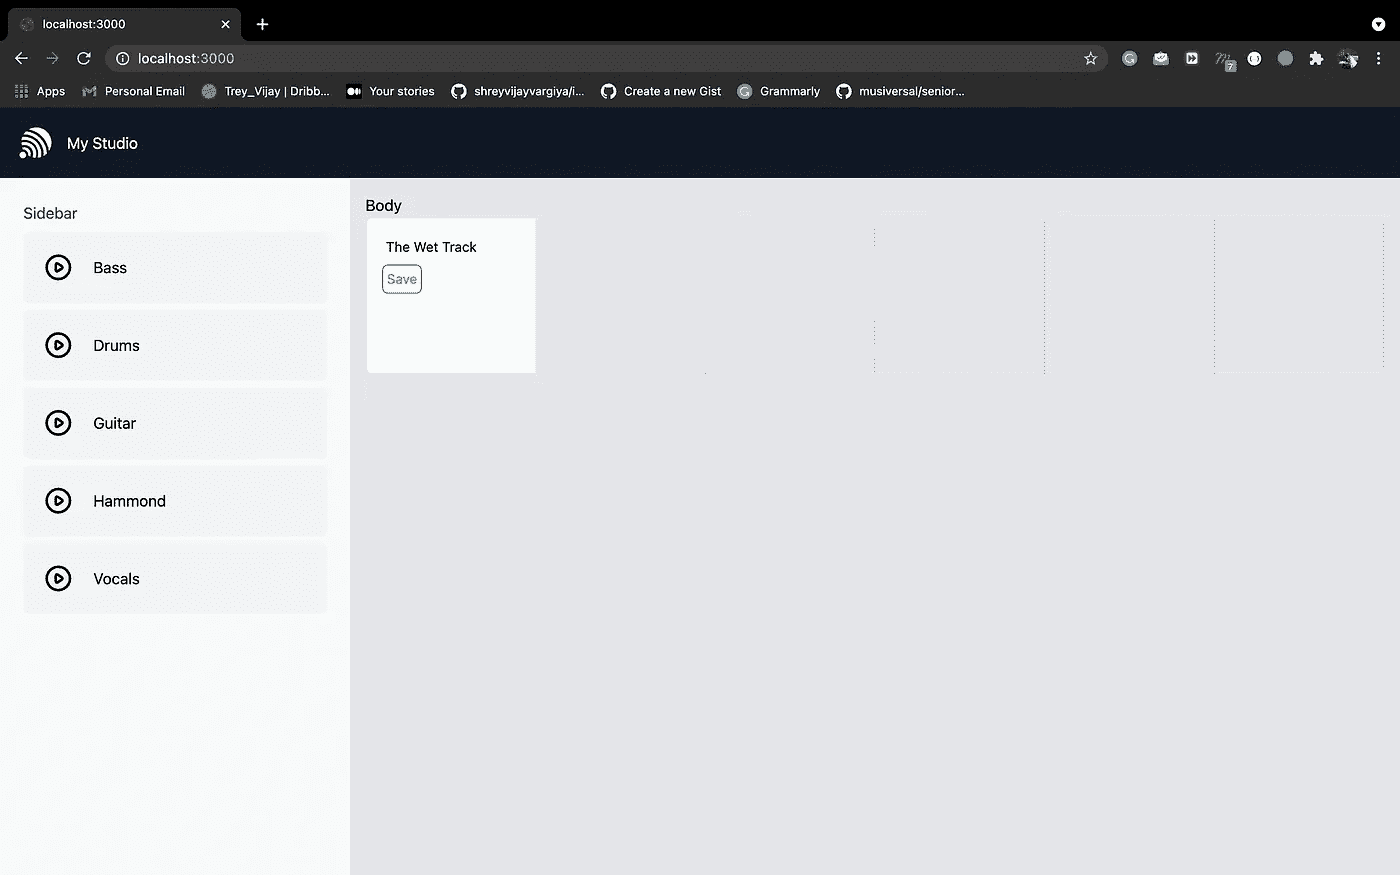 localhost:3000
localhost:3000
7
Apps
Personal Email
Trey_Vijay | Dribb...
Your stories
shreyvijayvargiya/i...
Create a new Gist
Grammarly
musiversal/senior...
My Studio
Sidebar
Bass
Drums
Guitar
Hammond
Vocals
Body
The Wet Track
Save